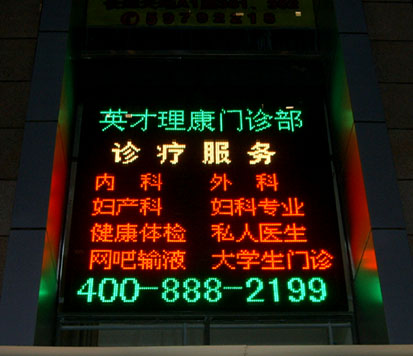 英才理康门诊部
诊疗服务
内科 外科
妇产科 妇科专业
健康体检 私人医生
网吧输液 大学生门诊
400-888-2199